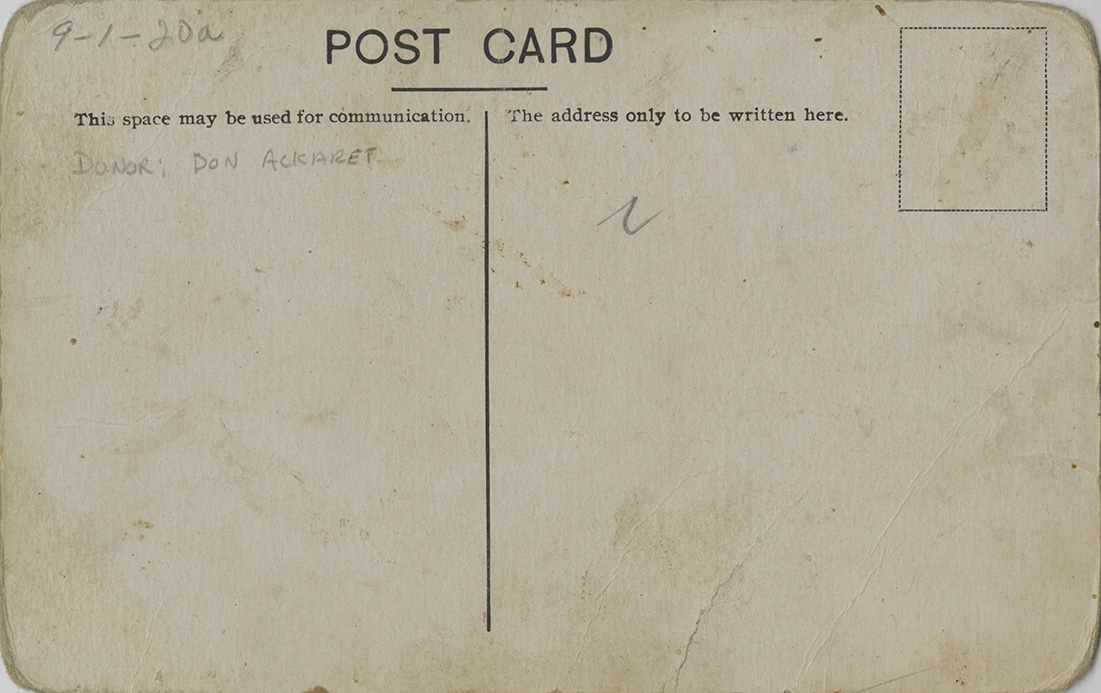 9-1-20a
POST CARD
This space may be used for communication.
The address only to be written here.
DONOR: DON ACKARET